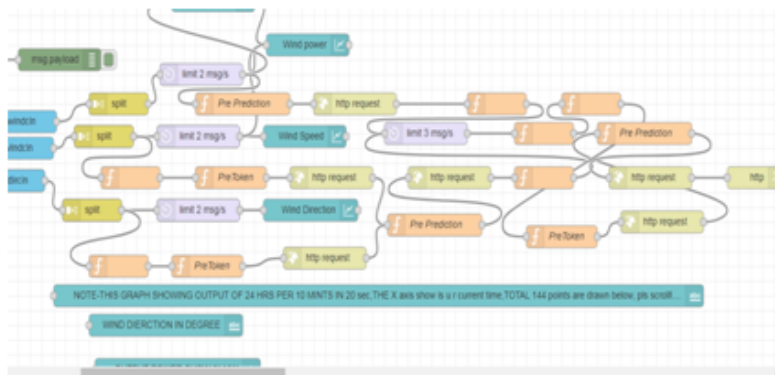 Wind power
msg.payload
limit 2 msg/s
split
Pre Prediction
http request
windcin
split
limit 2 msg/s
Wind Speed
limit 3 msg/s
Pre Prediction
PreToken
http request
http request
http request
http
split
limit 2 msg/s
Wind Direction
Pre Prediction
http request
PreToken
PreToken
http request
NOTE-THIS GRAPH SHOWING OUTPUT OF 24 HRS PER 10 MINTS IN 20 sec,THE X axis show is u r current time,TOTAL 144 points are drawn below, pls scrollf...
WIND DIERCTION IN DEGREE